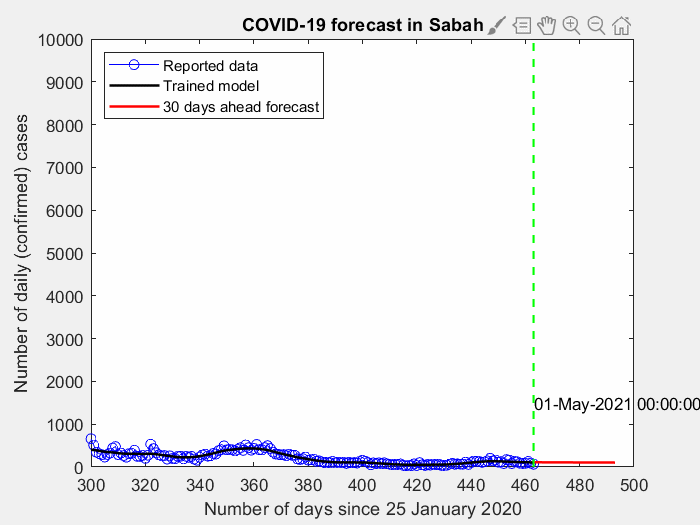 COVID-19 forecast in Sabah
Reported data
Trained model
30 days ahead forecast
Number of daily (confirmed) cases
10000
9000
8000
7000
6000
5000
4000
3000
2000
1000
0
01-May-2021 00:00:00
300 320 340 360 380 400 420 440 460 480 500
Number of days since 25 January 2020